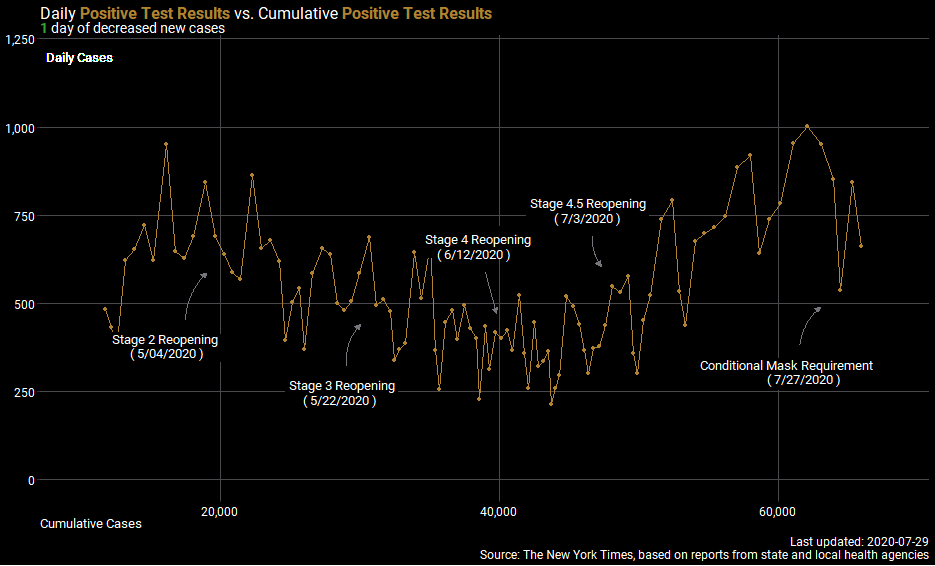 Daily Positive Test Results vs. Cumulative Positive Test Results
1 day of decreased new cases
1,250
Daily Cases
1,000
750
Stage 4.5 Reopening
( 7/3/2020 )
Stage 4 Reopening
( 6/12/2020 )
500
Stage 2 Reopening
( 5/04/2020 )
Conditional Mask Requirement
( 7/27/2020 )
Stage 3 Reopening
( 5/22/2020 )
250
0
20,000
40,000
60,000
Cumulative Cases
Last updated: 2020-07-29
Source: The New York Times, based on reports from state and local health agencies